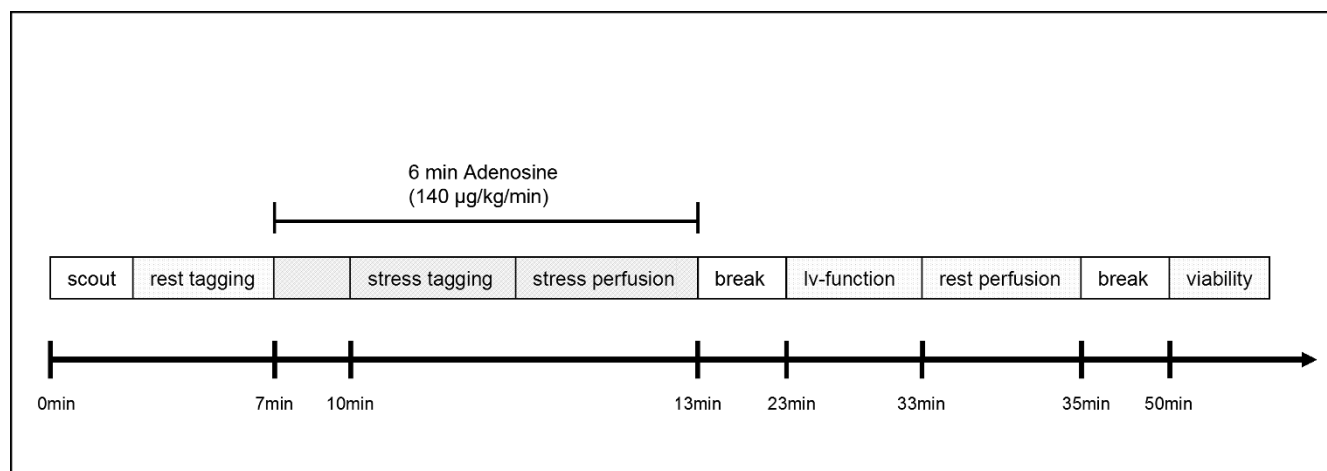 6 min Adenosine
(140 µg/kg/min)
scout rest tagging stress tagging stress perfusion break lv-function rest perfusion break viability
0min 7min 10min 13min 23min 33min 35min 50min